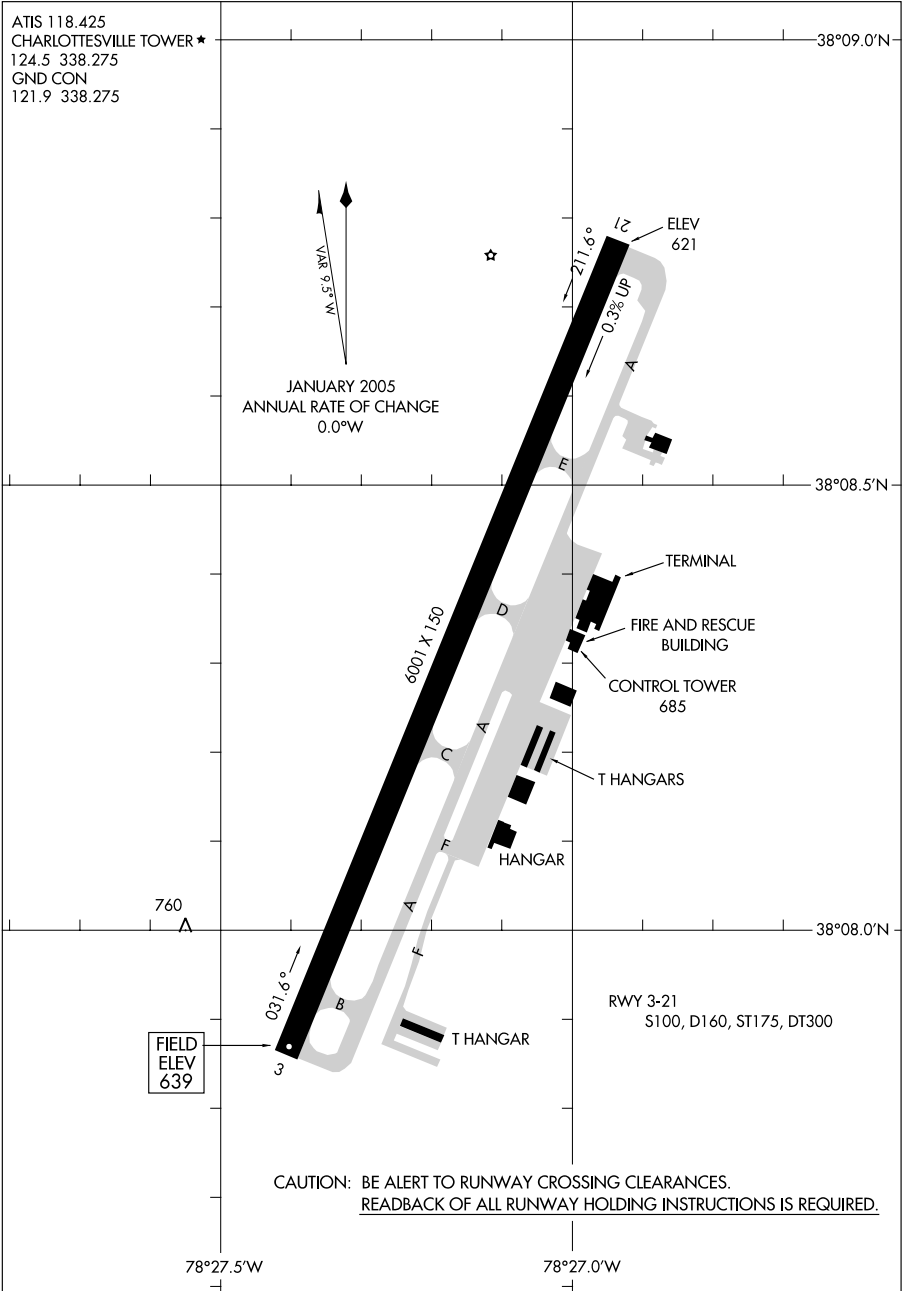 ATIS 118.425
CHARLOTTESVILLE TOWER ★
124.5 338.275
GND CON
121.9 338.275
38°09.0'N
VAR 9.5° W
JANUARY 2005
ANNUAL RATE OF CHANGE
0.0°W
21
ELEV
621
211.6°
0.3% UP
A
E
38°08.5'N
TERMINAL
D
FIRE AND RESCUE
BUILDING
6001 X 150
CONTROL TOWER
685
A
C
T HANGARS
F
HANGAR
A
760
38°08.0'N
F
031.6°
B
RWY 3-21
S100, D160, ST175, DT300
T HANGAR
FIELD
ELEV
639
3
CAUTION: BE ALERT TO RUNWAY CROSSING CLEARANCES.
READBACK OF ALL RUNWAY HOLDING INSTRUCTIONS IS REQUIRED.
78°27.5'W
78°27.0'W